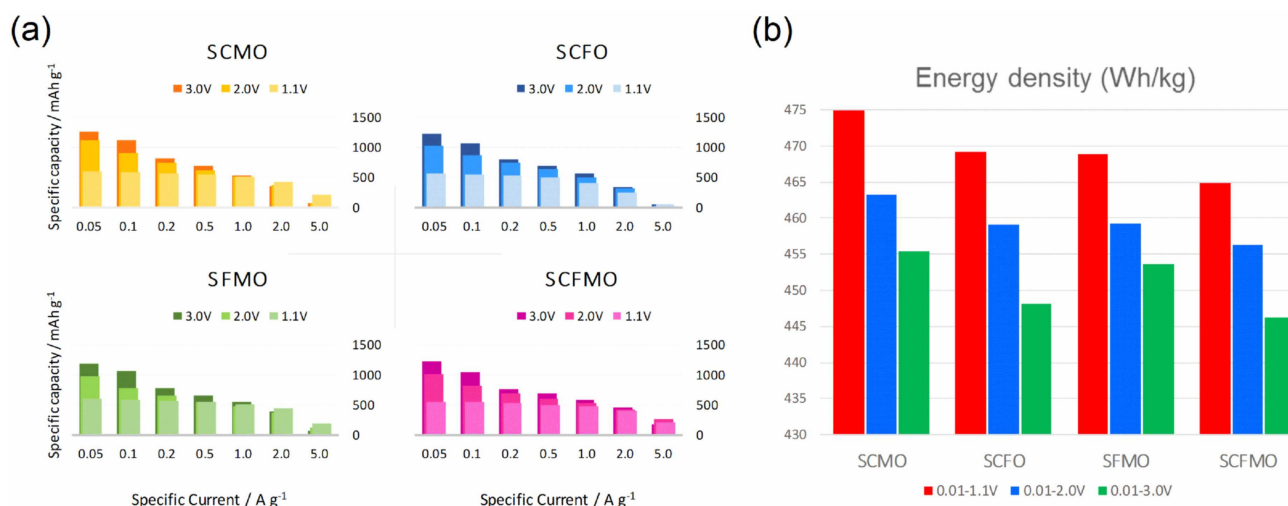 (a)
SCMO
3.0V 2.0V 1.1V
Specific capacity / mAh g⁻¹
1500
1000
500
0
0.05 0.1 0.2 0.5 1.0 2.0 5.0
SCFO
3.0V 2.0V 1.1V
1500
1000
500
0
0.05 0.1 0.2 0.5 1.0 2.0 5.0
SFMO
3.0V 2.0V 1.1V
Specific capacity / mAh g⁻¹
1500
1000
500
0
0.05 0.1 0.2 0.5 1.0 2.0 5.0
Specific Current / A g⁻¹
SCFMO
3.0V 2.0V 1.1V
1500
1000
500
0
0.05 0.1 0.2 0.5 1.0 2.0 5.0
Specific Current / A g⁻¹
(b)
Energy density (Wh/kg)
475
470
465
460
455
450
445
440
435
430
SCMO SCFO SFMO SCFMO
0.01-1.1V 0.01-2.0V 0.01-3.0V